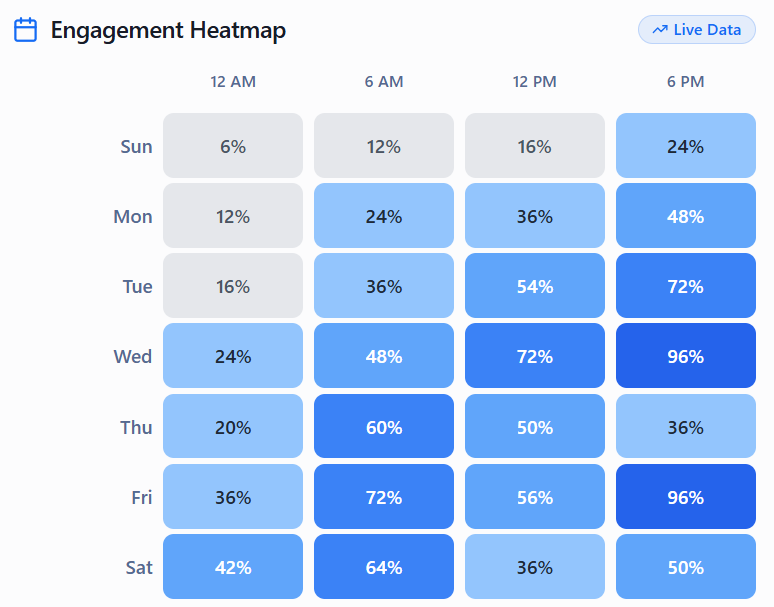 Engagement Heatmap Live Data
12 AM 6 AM 12 PM 6 PM
Sun 6% 12% 16% 24%
Mon 12% 24% 36% 48%
Tue 16% 36% 54% 72%
Wed 24% 48% 72% 96%
Thu 20% 60% 50% 36%
Fri 36% 72% 56% 96%
Sat 42% 64% 36% 50%